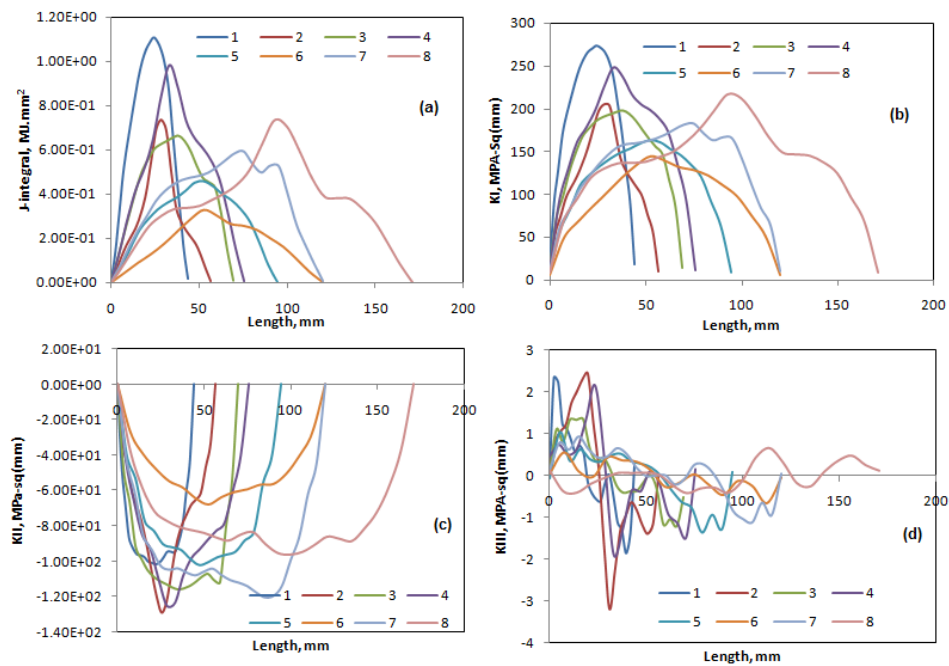 1.20E+00
1.00E+00
8.00E-01
6.00E-01
4.00E-01
2.00E-01
0.00E+00
J-integral, MJ.mm²
1 2 3 4
5 6 7 8
(a)
0 50 100 150 200
Length, mm
300
250
200
150
100
50
0
KI, MPA-Sq(mm)
1 2 3 4
5 6 7 8
(b)
0 50 100 150 200
Length, mm
2.00E+01
0.00E+00
-2.00E+01
-4.00E+01
-6.00E+01
-8.00E+01
-1.00E+02
-1.20E+02
-1.40E+02
KII, MPa-sq(mm)
0 50 100 150 200
(c)
1 2 3 4
5 6 7 8
Length, mm
3
2
1
0
-1
-2
-3
-4
KIII, MPA-sq(mm)
0 50 100 150 200
(d)
1 2 3 4
5 6 7 8
Length, mm